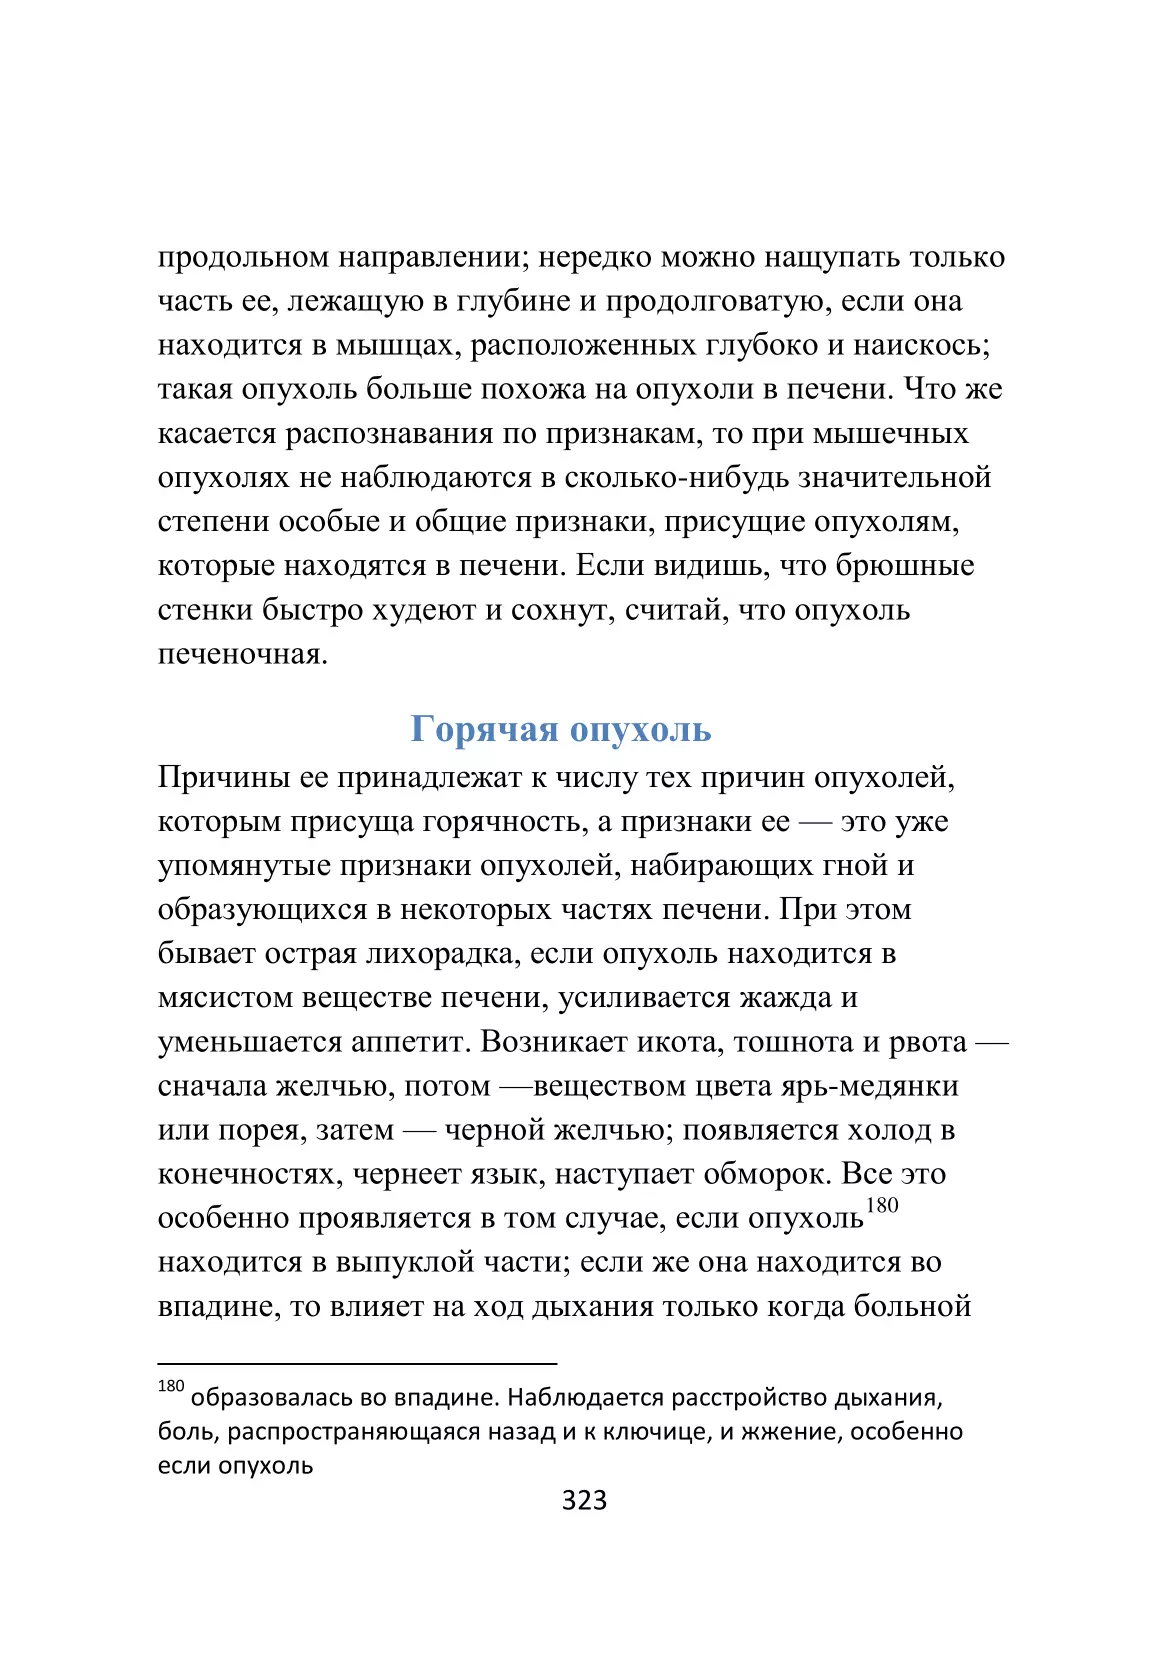 продольном направлении; нередко можно нащупать только
часть ее, лежащую в глубине и продолговатую, если она
находится в мышцах, расположенных глубоко и наискось;
такая опухоль больше похожа на опухоли в печени. Что же
касается распознавания по признакам, то при мышечных
опухолях не наблюдаются в сколько-нибудь значительной
степени особые и общие признаки, присущие опухолям,
которые находятся в печени. Если видишь, что брюшные
стенки быстро худеют и сохнут, считай, что опухоль
печеночная.
Горячая опухоль
Причины ее принадлежат к числу тех причин опухолей,
которым присуща горячность, а признаки ее — это уже
упомянутые признаки опухолей, набирающих гной и
образующихся в некоторых частях печени. При этом
бывает острая лихорадка, если опухоль находится в
мясистом веществе печени, усиливается жажда и
уменьшается аппетит. Возникает икота, тошнота и рвота —
сначала желчью, потом —веществом цвета ярь-медянки
или порея, затем — черной желчью; появляется холод в
конечностях, чернеет язык, наступает обморок. Все это
особенно проявляется в том случае, если опухоль180
находится в выпуклой части; если же она находится во
впадине, то влияет на ход дыхания только когда больной
180 образовалась во впадине. Наблюдается расстройство дыхания,
боль, распространяющаяся назад и к ключице, и жжение, особенно
если опухоль
323